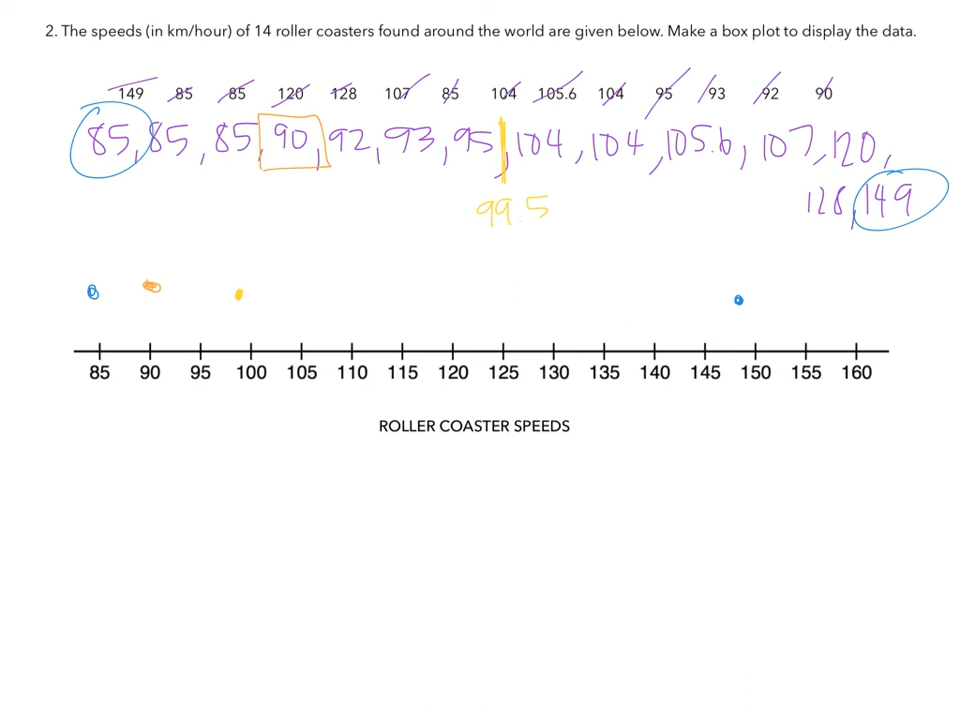 2. The speeds (in km/hour) of 14 roller coasters found around the world are given below. Make a box plot to display the data.
149 85 85 120 128 107 85 104 105.6 104 95 93 92 90
85, 85, 85, 90, 92, 93, 95, 104, 104, 105.6, 107, 120,
128, 149
99.5
85 90 95 100 105 110 115 120 125 130 135 140 145 150 155 160
ROLLER COASTER SPEEDS